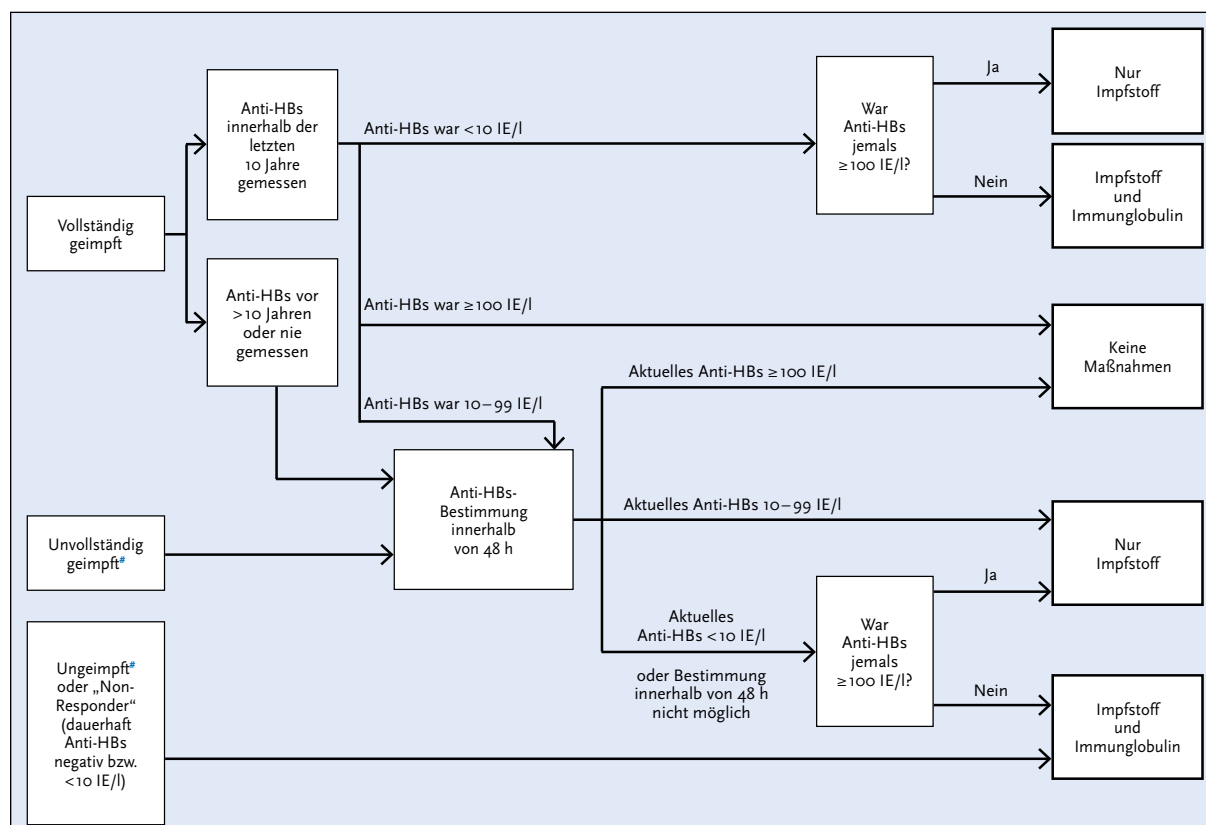 Vollständig
geimpft
Anti-HBs
innerhalb der
letzten
10 Jahre
gemessen
Anti-HBs vor
>10 Jahren
oder nie
gemessen
Anti-HBs war <10 IE/l
War
Anti-HBs
jemals
≥100 IE/l?
Ja
Nur
Impfstoff
Nein
Impfstoff
und
Immunglobulin
Anti-HBs war ≥100 IE/l
Keine
Maßnahmen
Aktuelles Anti-HBs ≥100 IE/l
Anti-HBs war 10–99 IE/l
Unvollständig
geimpft#
Anti-HBs-
Bestimmung
innerhalb
von 48 h
Aktuelles Anti-HBs 10–99 IE/l
Nur
Impfstoff
Aktuelles
Anti-HBs <10 IE/l
oder Bestimmung
innerhalb von 48 h
nicht möglich
War
Anti-HBs
jemals
≥100 IE/l?
Ja
Nein
Impfstoff
und
Immunglobulin
Ungeimpft#
oder „Non-
Responder“
(dauerhaft
Anti-HBs
negativ bzw.
<10 IE/l)